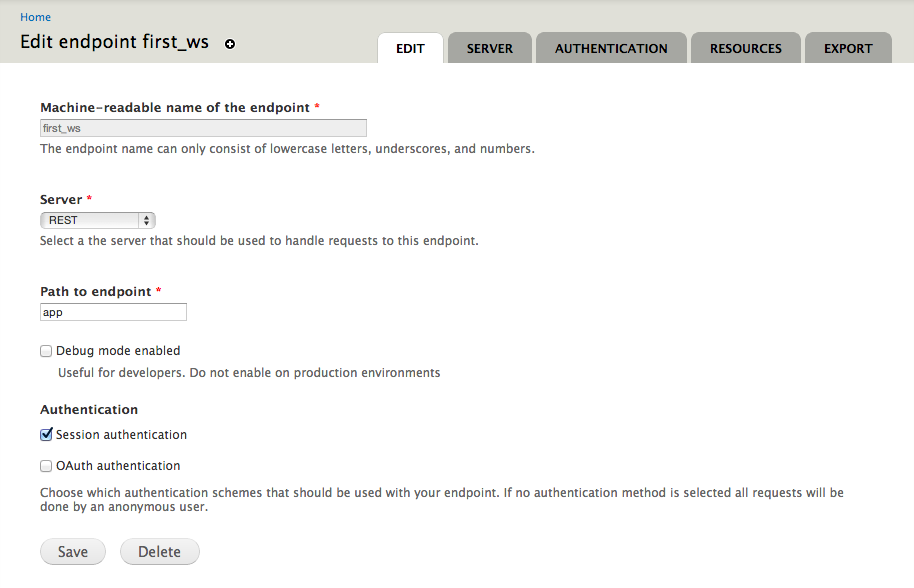 Home
Edit endpoint first_ws
EDIT SERVER AUTHENTICATION RESOURCES EXPORT
Machine-readable name of the endpoint *
first_ws
The endpoint name can only consist of lowercase letters, underscores, and numbers.
Server *
REST
Select a the server that should be used to handle requests to this endpoint.
Path to endpoint *
app
Debug mode enabled
Useful for developers. Do not enable on production environments
Authentication
Session authentication
OAuth authentication
Choose which authentication schemes that should be used with your endpoint. If no authentication method is selected all requests will be
done by an anonymous user.
Save Delete